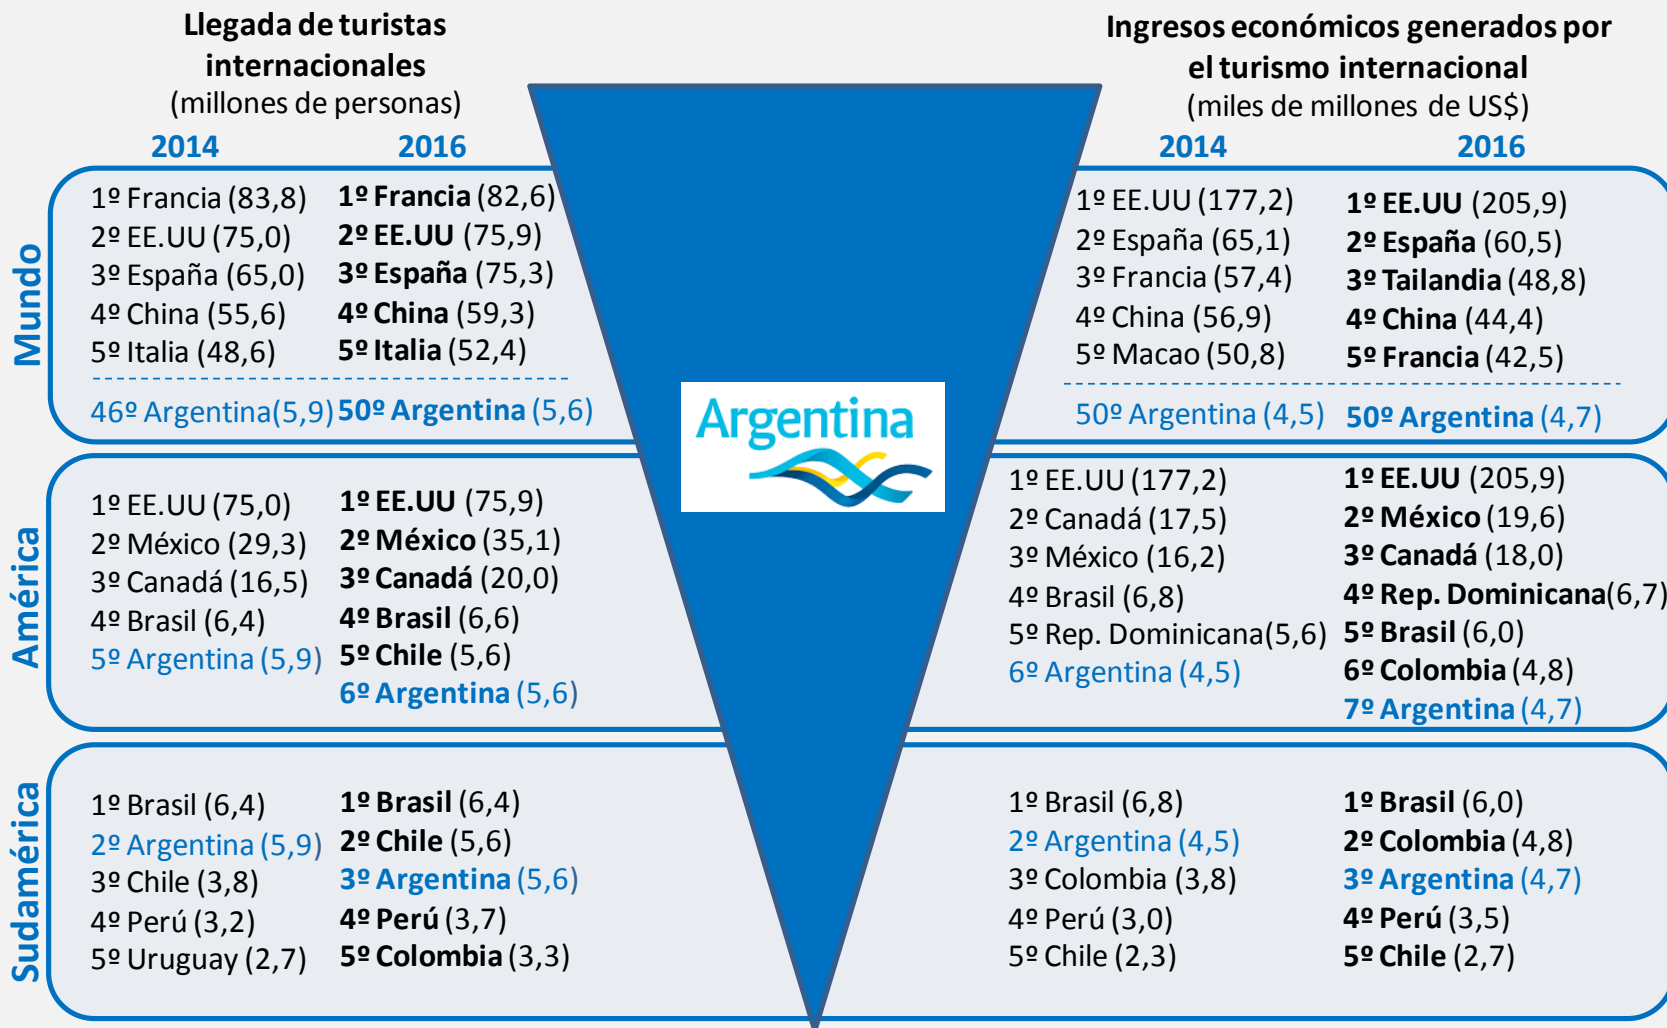 Llegada de turistas
internacionales
(millones de personas)
2014
2016
Ingresos económicos generados por
el turismo internacional
(miles de millones de US$)
2014
2016
Mundo
1º Francia (83,8)
2º EE.UU (75,0)
3º España (65,0)
4º China (55,6)
5º Italia (48,6)
46º Argentina(5,9)
1º Francia (82,6)
2º EE.UU (75,9)
3º España (75,3)
4º China (59,3)
5º Italia (52,4)
50º Argentina (5,6)
Argentina
1º EE.UU (177,2)
2º España (65,1)
3º Francia (57,4)
4º China (56,9)
5º Macao (50,8)
50º Argentina (4,5)
1º EE.UU (205,9)
2º España (60,5)
3º Tailandia (48,8)
4º China (44,4)
5º Francia (42,5)
50º Argentina (4,7)
América
1º EE.UU (75,0)
2º México (29,3)
3º Canadá (16,5)
4º Brasil (6,4)
5º Argentina (5,9)
1º EE.UU (75,9)
2º México (35,1)
3º Canadá (20,0)
4º Brasil (6,6)
5º Chile (5,6)
6º Argentina (5,6)
1º EE.UU (177,2)
2º Canadá (17,5)
3º México (16,2)
4º Brasil (6,8)
5º Rep. Dominicana(5,6)
6º Argentina (4,5)
1º EE.UU (205,9)
2º México (19,6)
3º Canadá (18,0)
4º Rep. Dominicana(6,7)
5º Brasil (6,0)
6º Colombia (4,8)
7º Argentina (4,7)
Sudamérica
1º Brasil (6,4)
2º Argentina (5,9)
3º Chile (3,8)
4º Perú (3,2)
5º Uruguay (2,7)
1º Brasil (6,4)
2º Chile (5,6)
3º Argentina (5,6)
4º Perú (3,7)
5º Colombia (3,3)
1º Brasil (6,8)
2º Argentina (4,5)
3º Colombia (3,8)
4º Perú (3,0)
5º Chile (2,3)
1º Brasil (6,0)
2º Colombia (4,8)
3º Argentina (4,7)
4º Perú (3,5)
5º Chile (2,7)